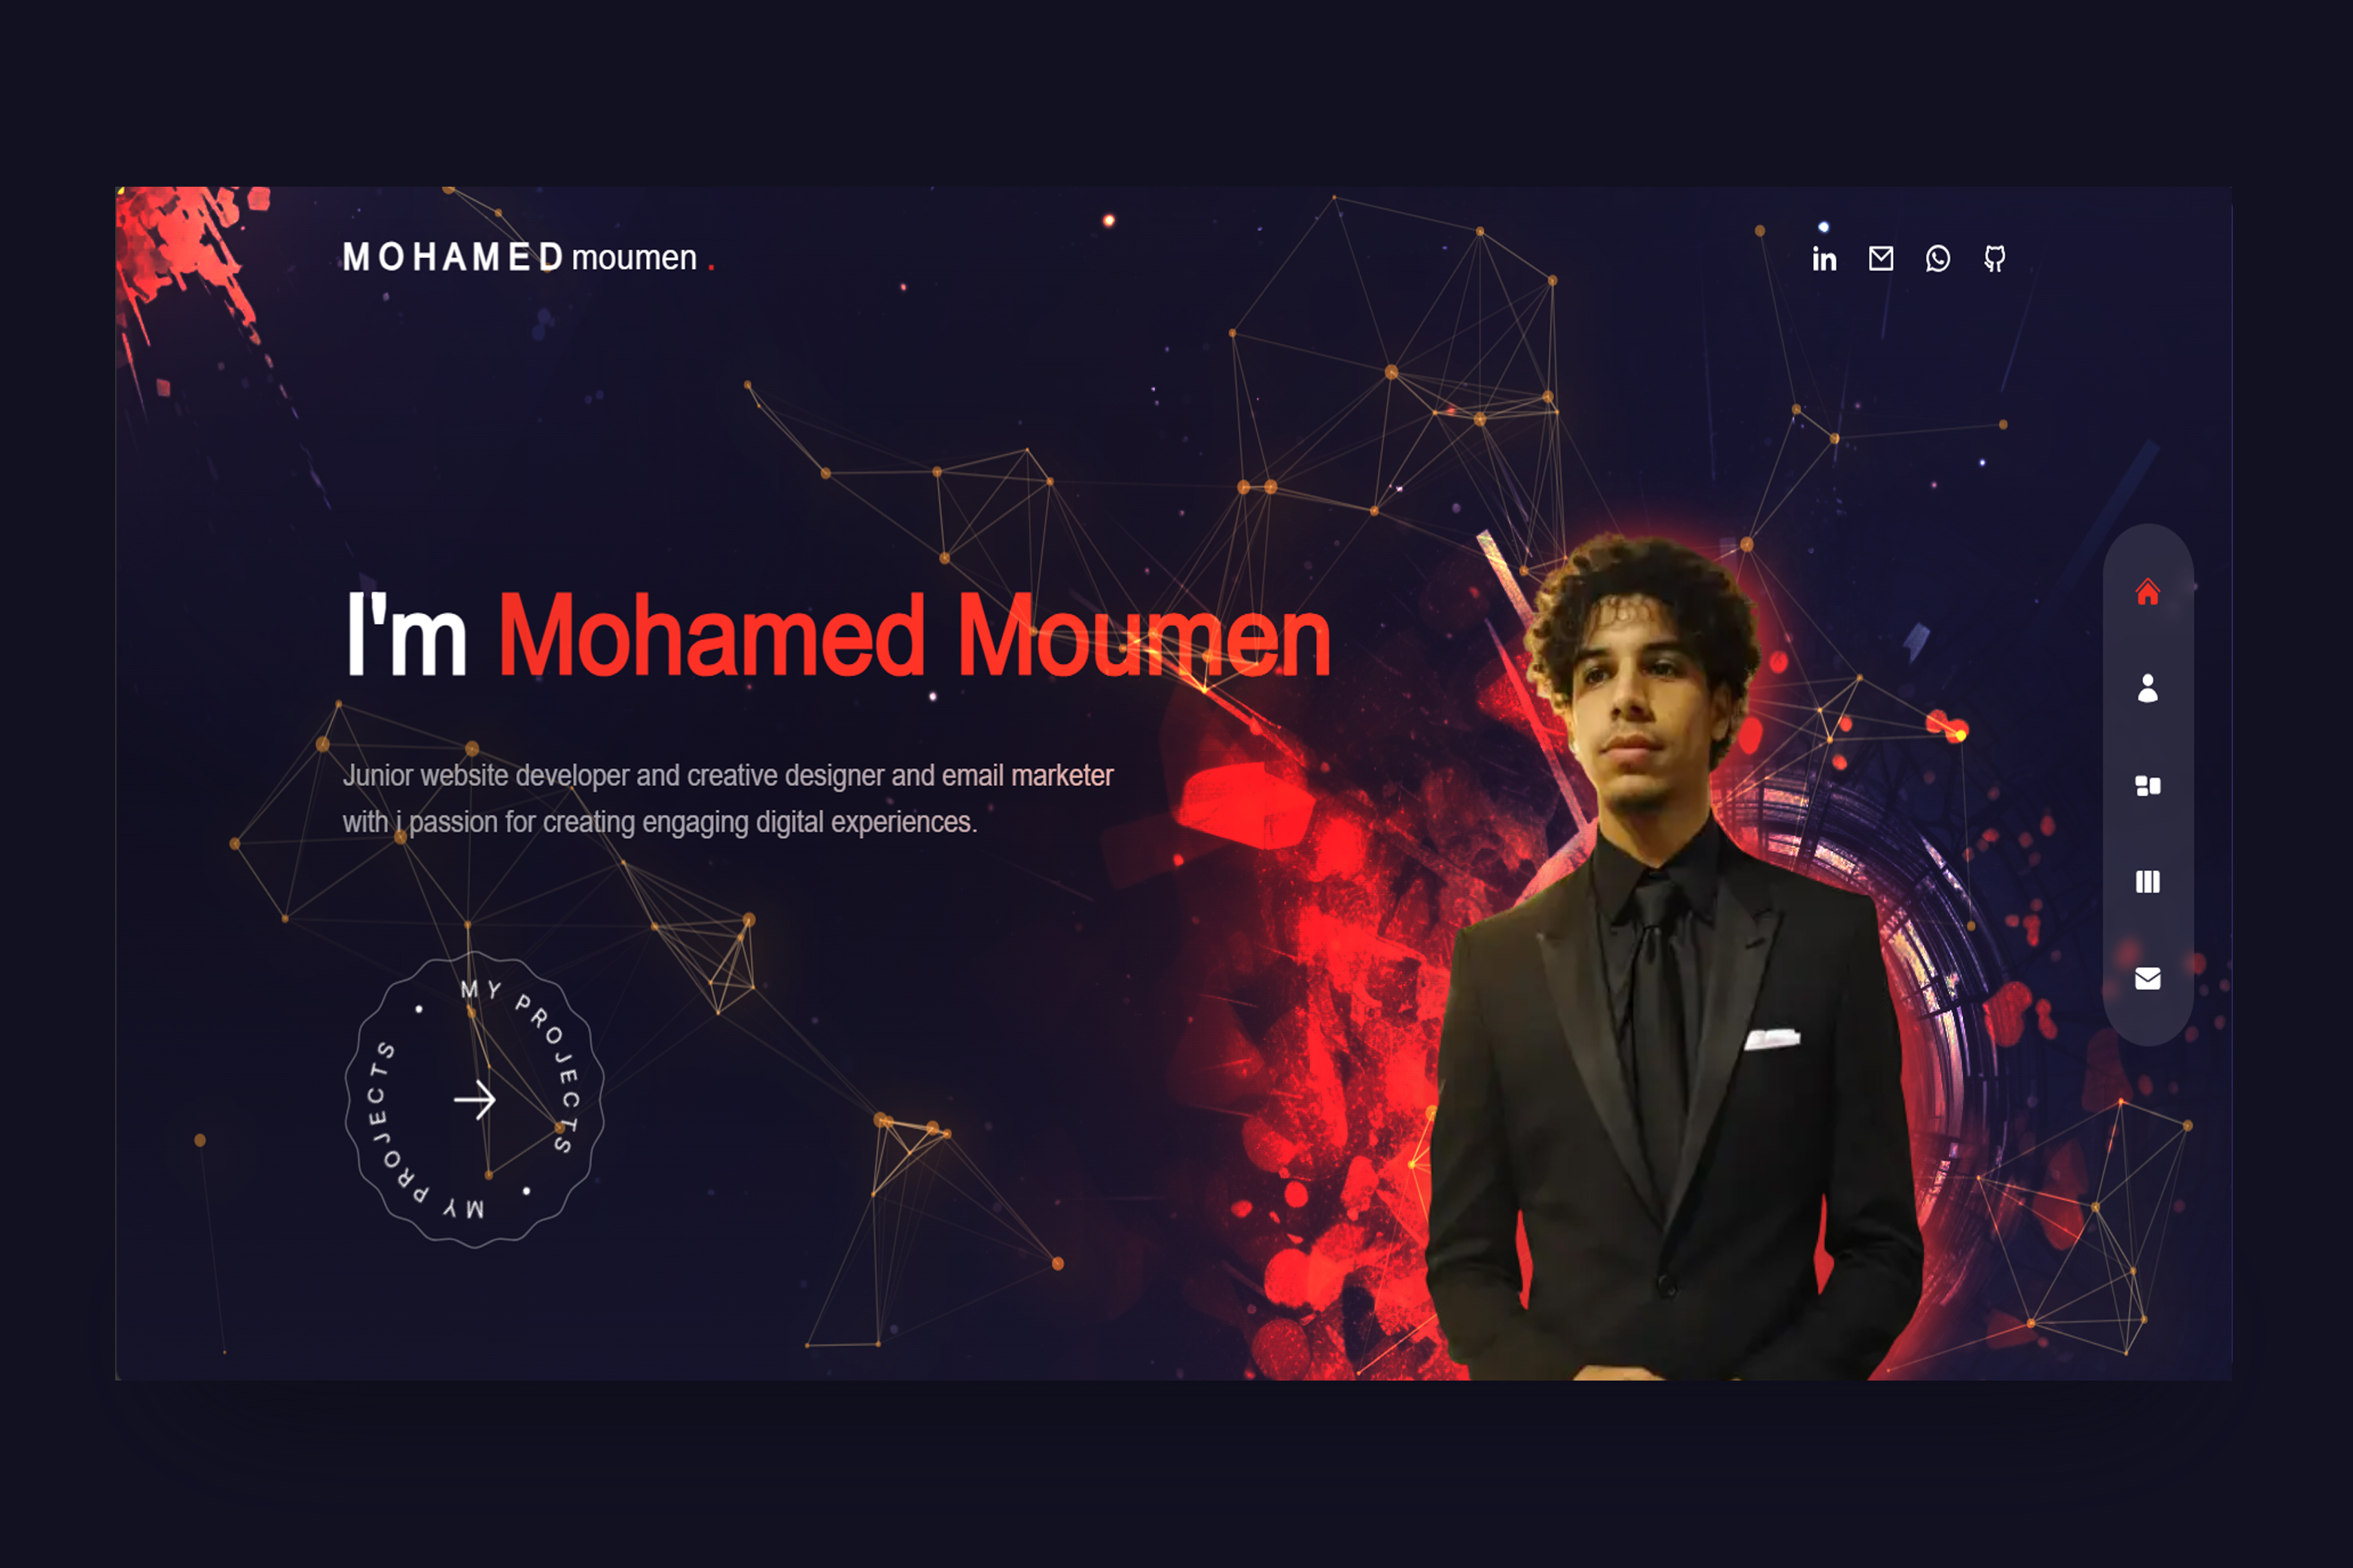 MOHAMED moumen .
I'm Mohamed Moumen
Junior website developer and creative designer and email marketer
with i passion for creating engaging digital experiences.
MY PROJECTS • MY PROJECTS •